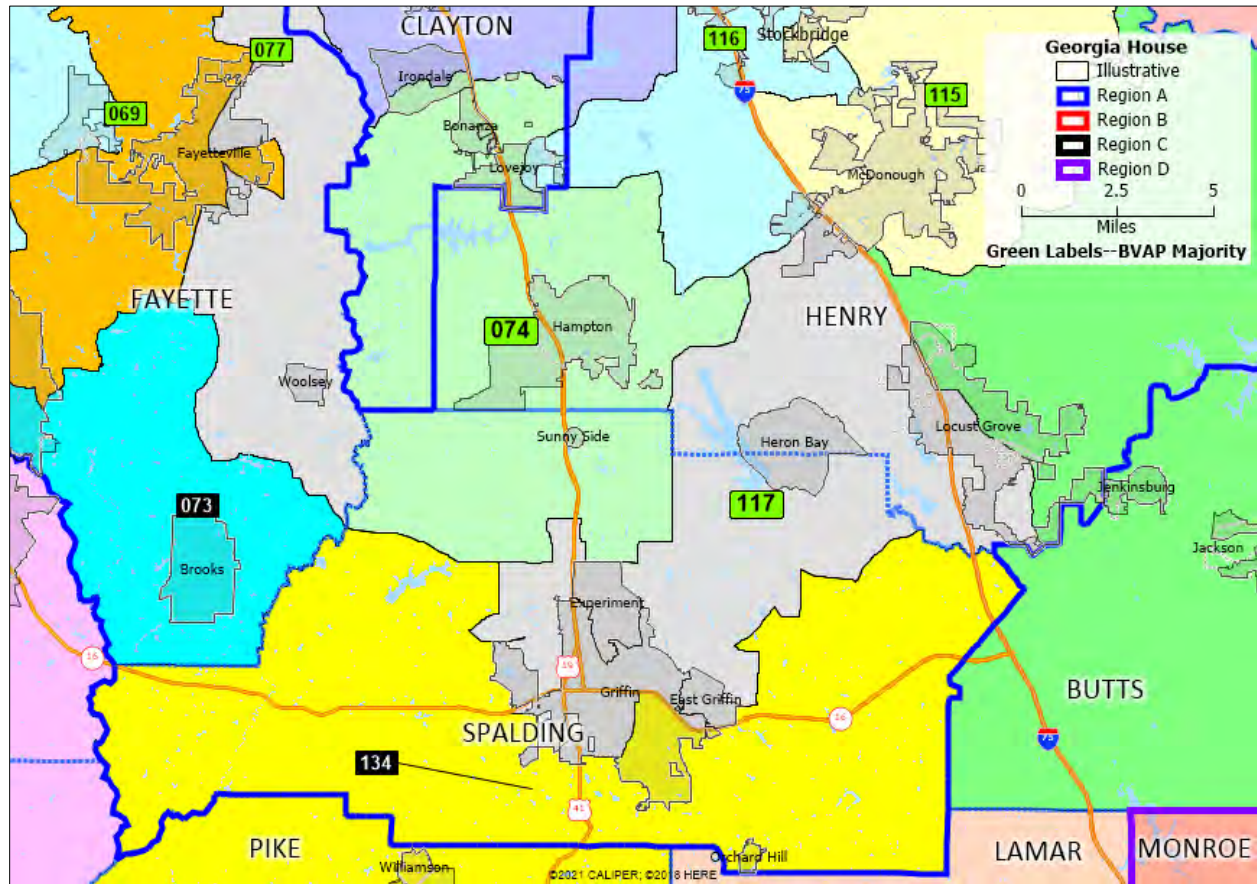 CLAYTON
077
116
Stockbridge
Georgia House
Illustrative
Region A
Region B
Region C
Region D
0 2.5 5
Miles
Green Labels--BVAP Majority
Irondale
75
115
069
Bonanza
Fayetteville
Lovejoy
McDonough
FAYETTE
HENRY
074
Hampton
Woolsey
Sunny Side
Heron Bay
Locust Grove
073
117
Jenkinsburg
Jackson
Brooks
Experiment
16
19
Griffin
East Griffin
16
BUTTS
SPALDING
75
134
41
PIKE
LAMAR
MONROE
Williamson
Orchard Hill
©2021 CALIPER; ©2018 HERE